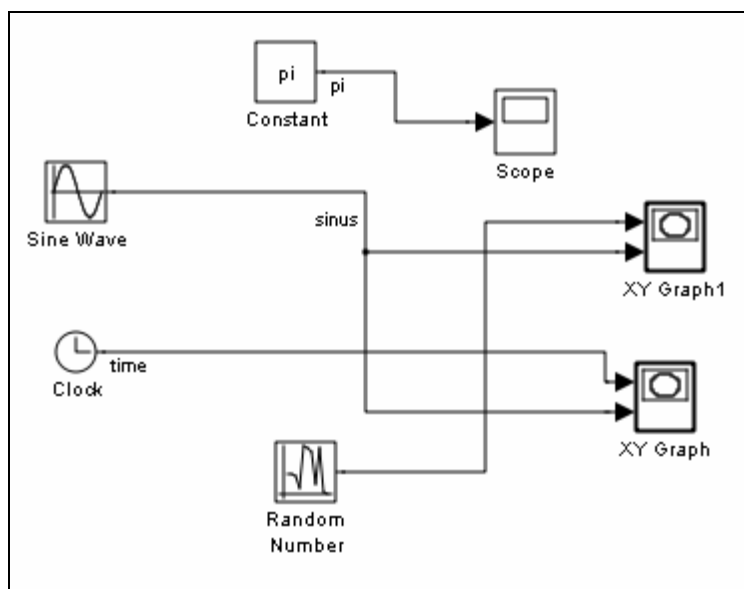 pi
pi
Constant
Scope
sinus
Sine Wave
XY Graph1
time
Clock
XY Graph
Random
Number